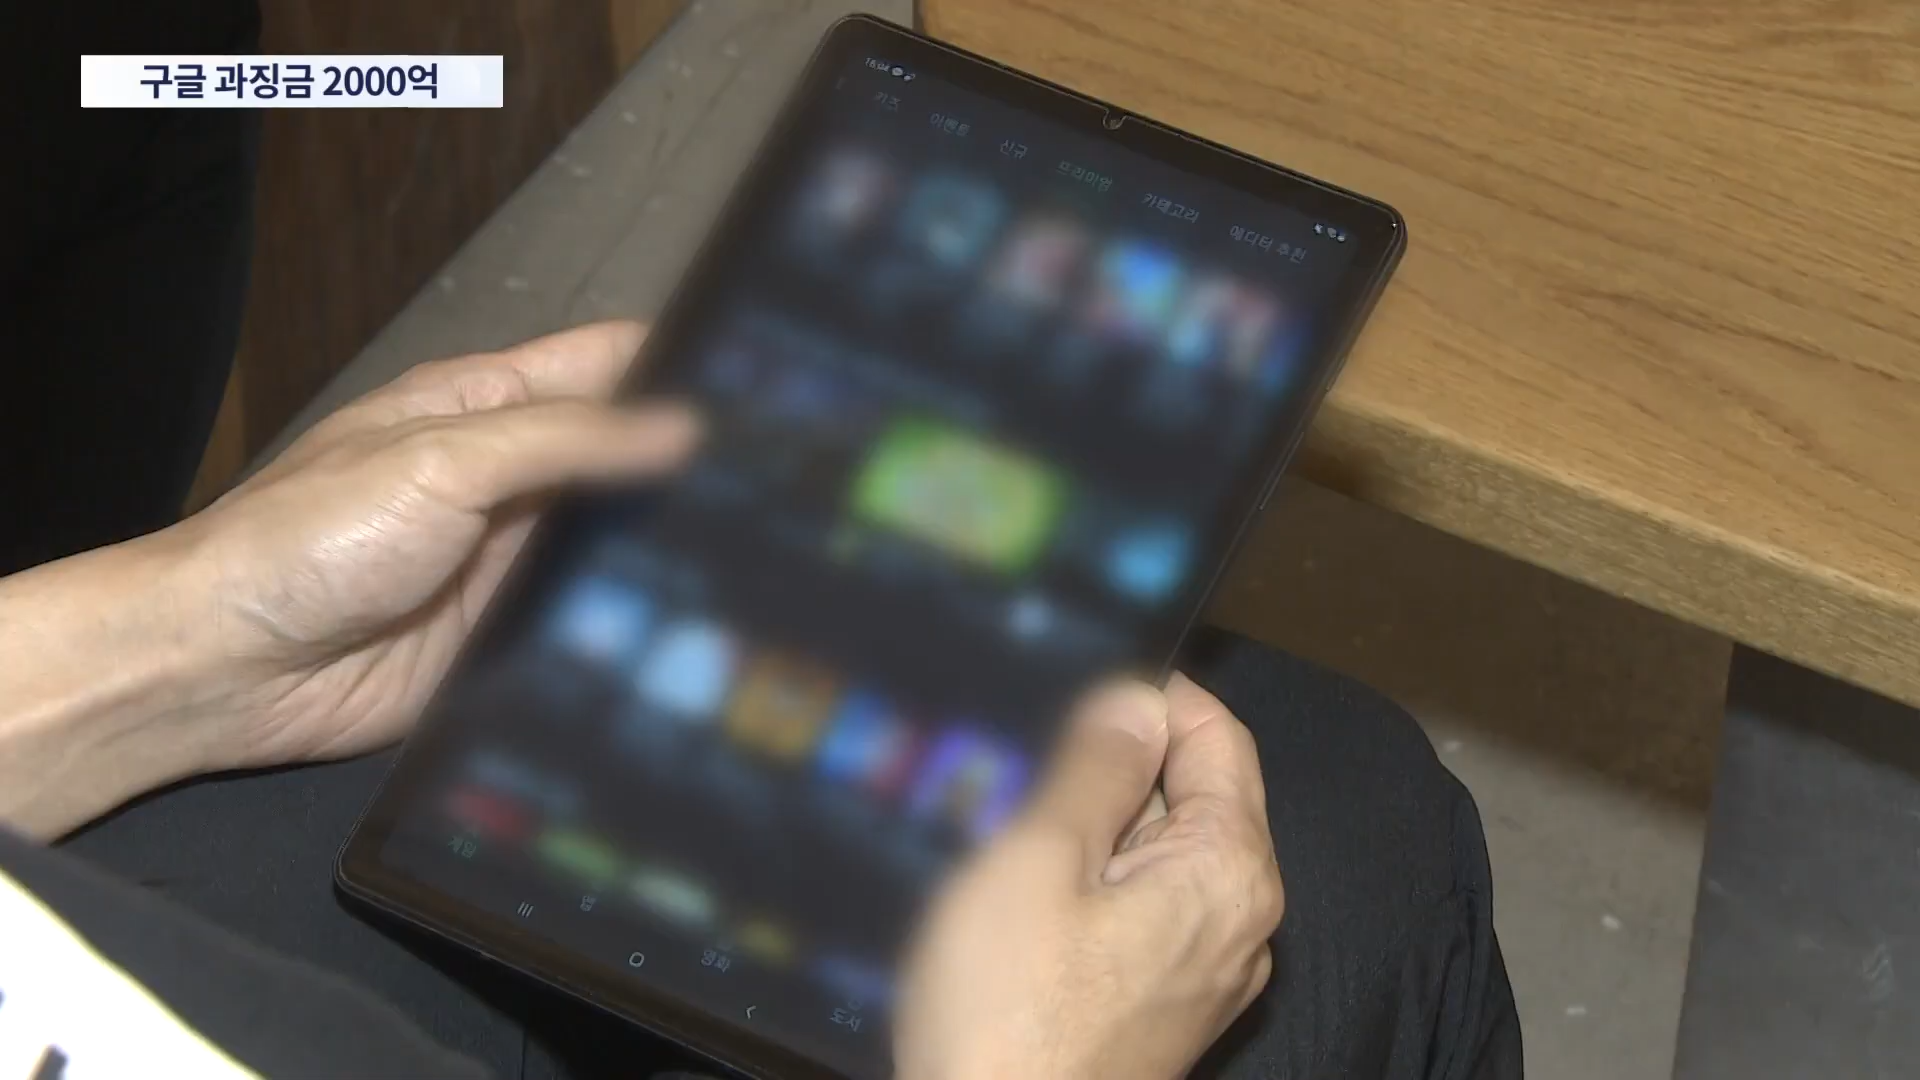 구글 과징금 2000억
키즈
이벤트
신규
프리미엄
카테고리
에디터 추천
게임
앱
영화
도서